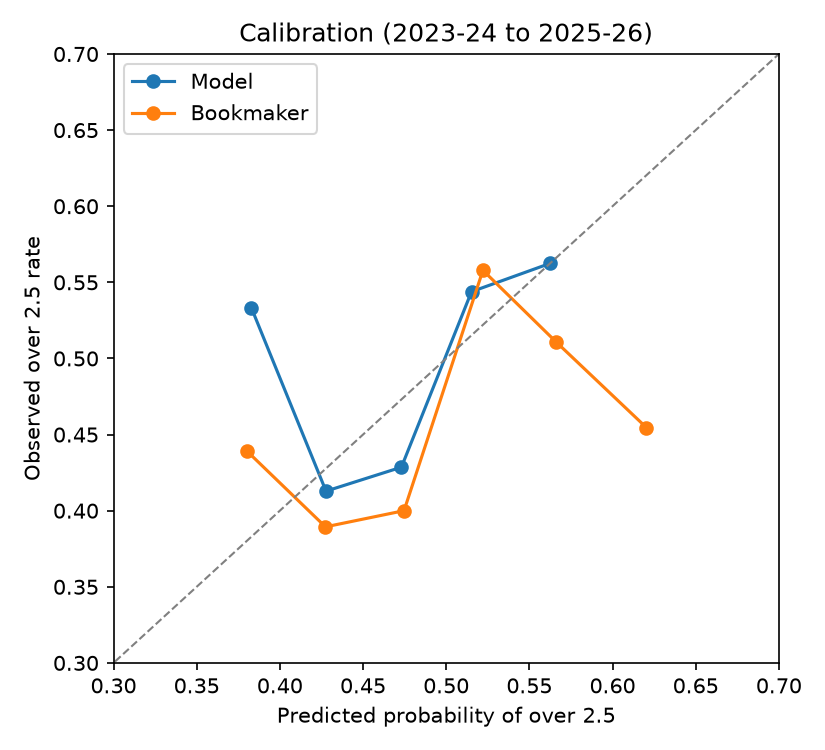 Calibration (2023-24 to 2025-26)
Model
Bookmaker
Observed over 2.5 rate
0.70
0.65
0.60
0.55
0.50
0.45
0.40
0.35
0.30
0.30 0.35 0.40 0.45 0.50 0.55 0.60 0.65 0.70
Predicted probability of over 2.5